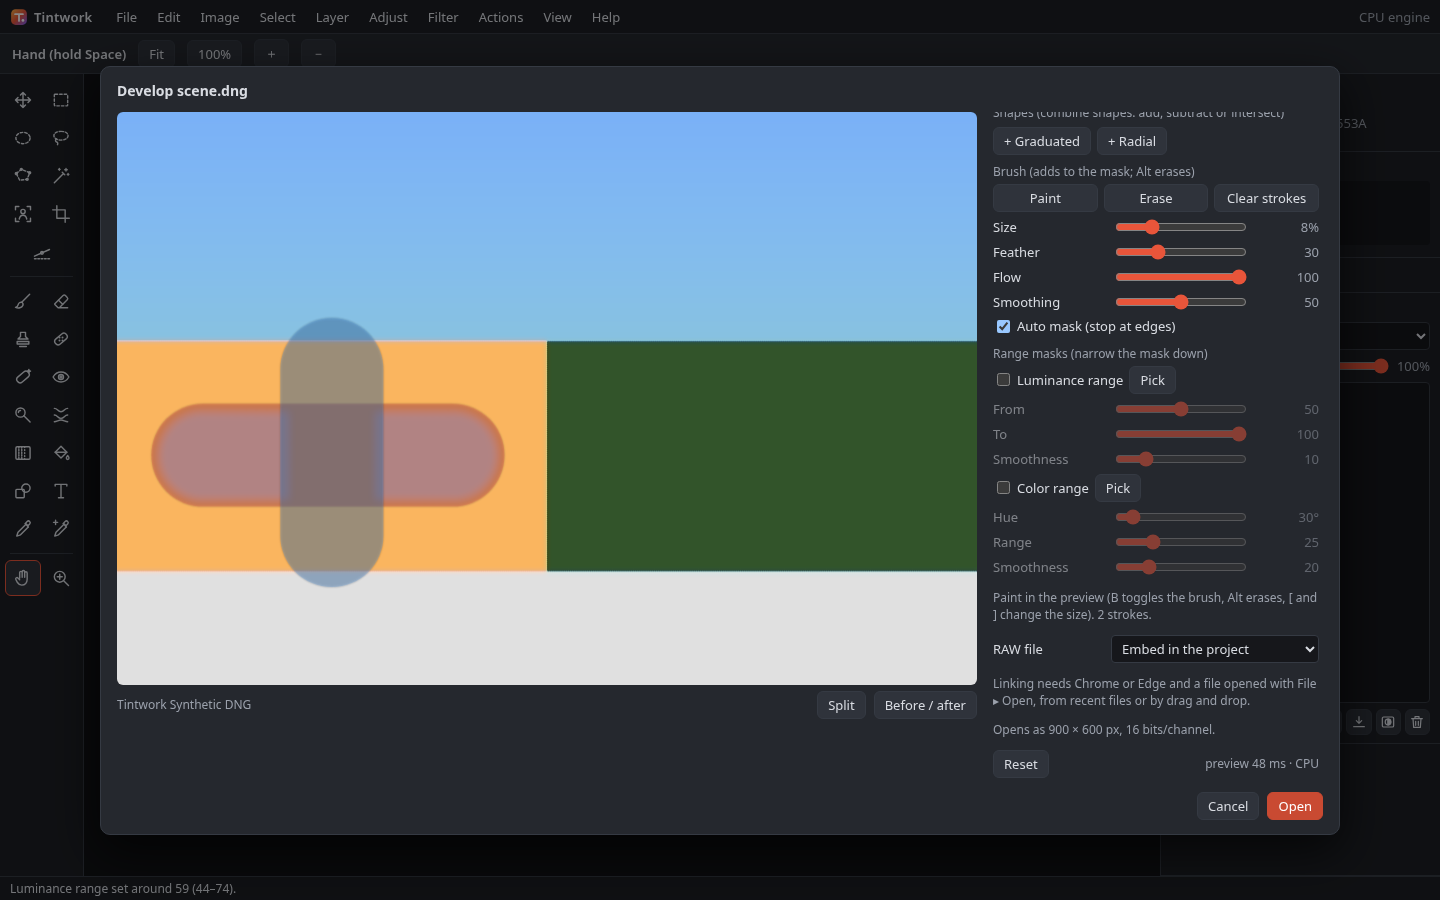 Tintwork File Edit Image Select Layer Adjust Filter Actions View Help CPU engine
Hand (hold Space) Fit 100% + −
Develop scene.dng
Shapes (combine shapes: add, subtract or intersect)
+ Graduated + Radial
Brush (adds to the mask; Alt erases)
Paint Erase Clear strokes
Size 8%
Feather 30
Flow 100
Smoothing 50
Auto mask (stop at edges)
Range masks (narrow the mask down)
Luminance range Pick
From 50
To 100
Smoothness 10
Color range Pick
Hue 30°
Range 25
Smoothness 20
Paint in the preview (B toggles the brush, Alt erases, [ and
] change the size). 2 strokes.
RAW file Embed in the project
Linking needs Chrome or Edge and a file opened with File
▸ Open, from recent files or by drag and drop.
Opens as 900 × 600 px, 16 bits/channel.
Reset preview 48 ms · CPU
Cancel Open
Tintwork Synthetic DNG Split Before / after
100%
Luminance range set around 59 (44–74).